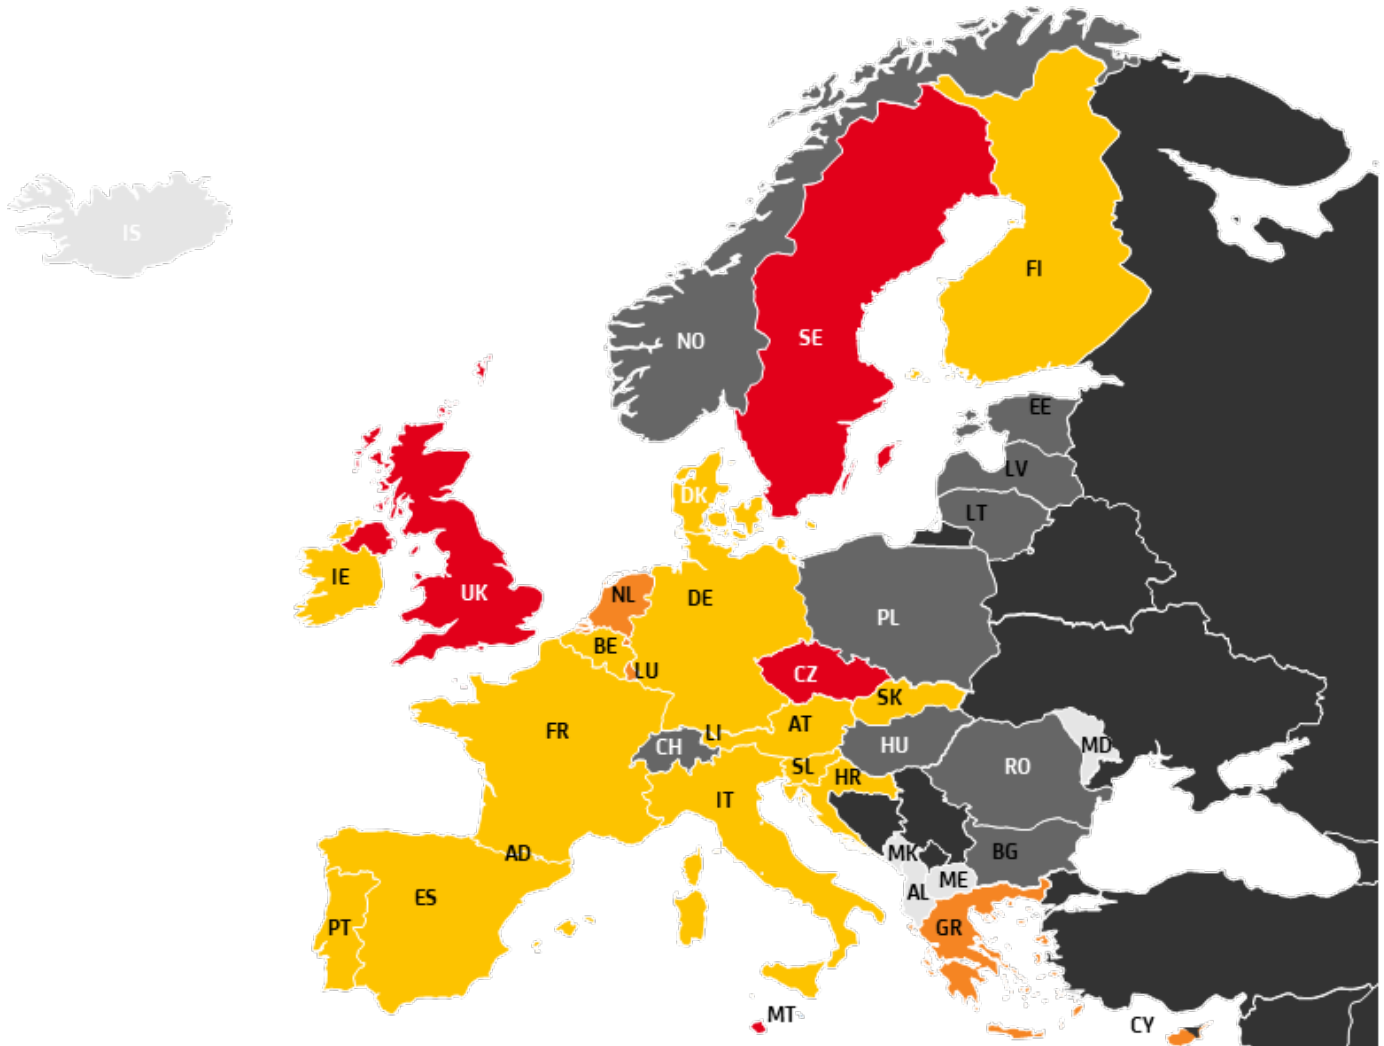 IS
FI
NO
SE
EE
LV
DK
LT
IE
NL
UK
DE
PL
BE
LU
CZ
SK
FR
AT
LI
CH
HU
MD
SL
RO
HR
IT
AD
MK
BG
ME
ES
AL
PT
GR
MT
CY